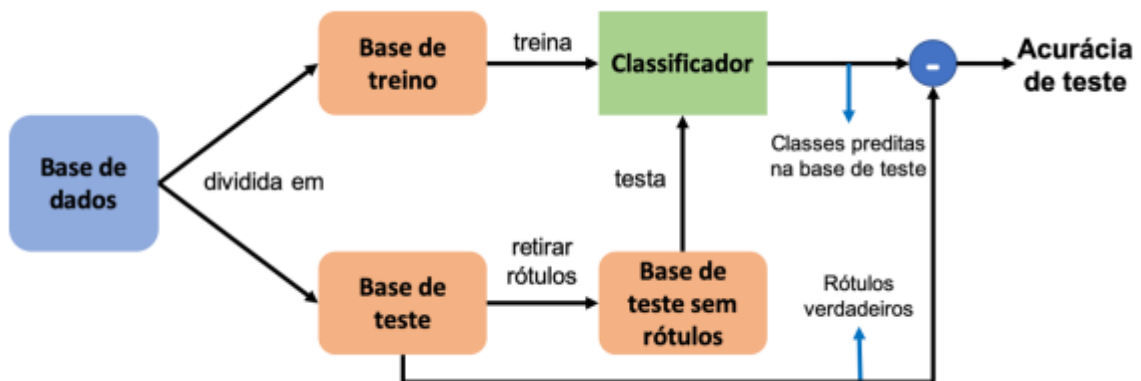 Base de
dados
dividida em
Base de
treino
treina
Classificador
-
Acurácia
de teste
Classes preditas
na base de teste
testa
Base de
teste
retirar
rótulos
Base de
teste sem
rótulos
Rótulos
verdadeiros